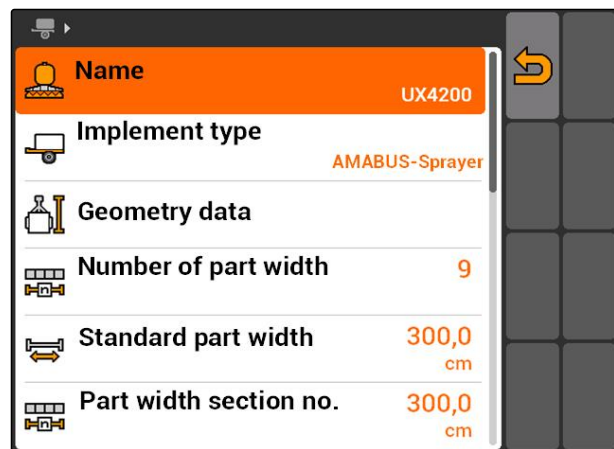 Name
UX4200
Implement type
AMABUS-Sprayer
Geometry data
Number of part width
9
n
Standard part width
300,0
cm
Part width section no.
300,0
cm
n